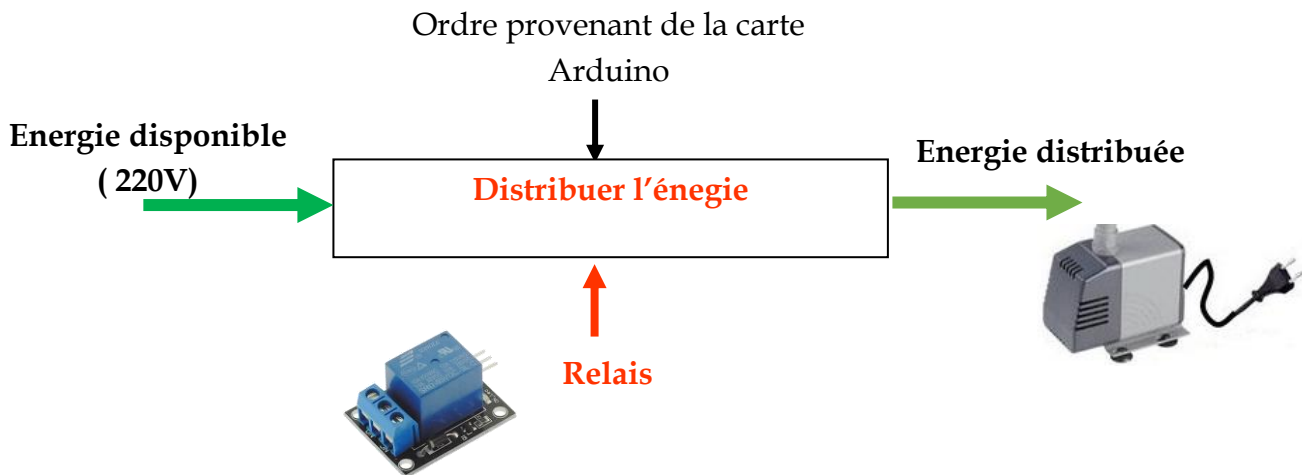 Ordre provenant de la carte
Arduino
Energie disponible
( 220V)
Distribuer l’énegie
Energie distribuée
Relais